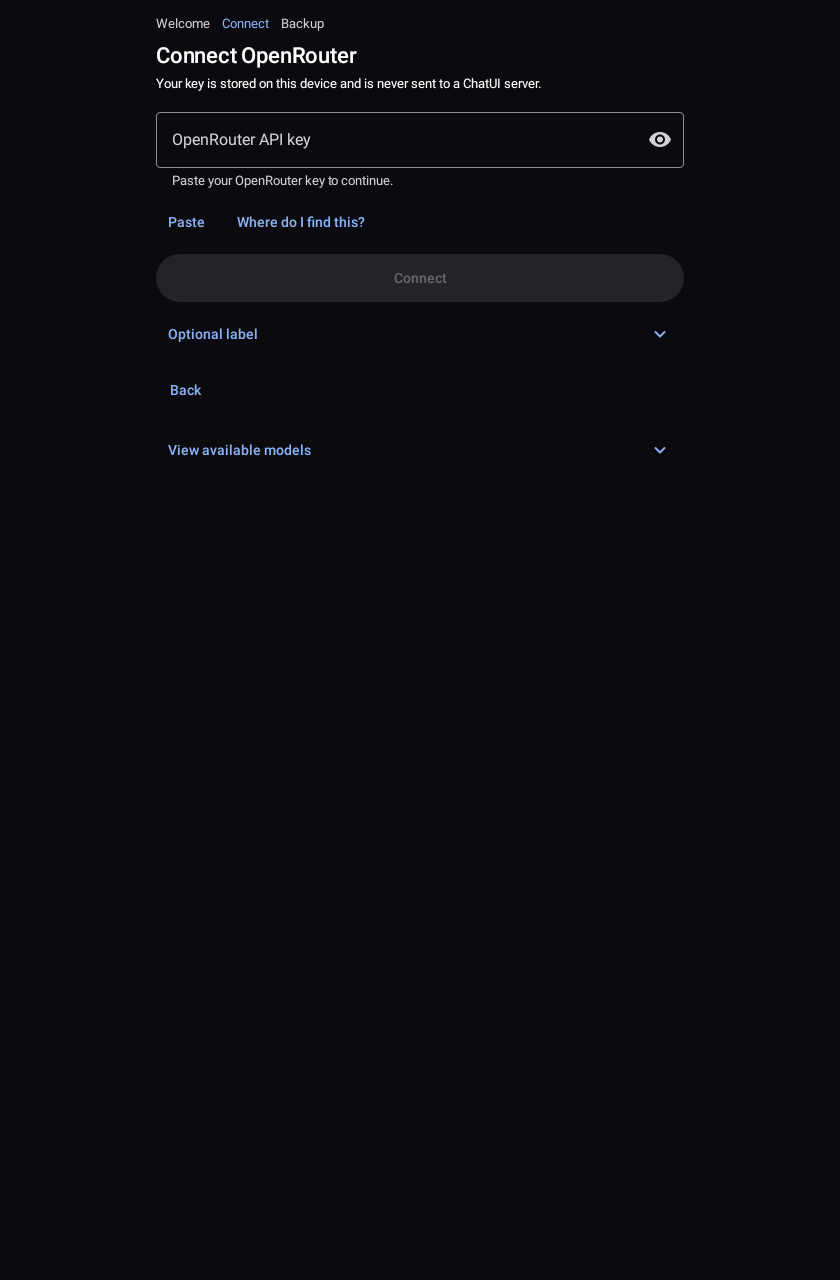 Welcome Connect Backup
Connect OpenRouter
Your key is stored on this device and is never sent to a ChatUI server.
OpenRouter API key
Paste your OpenRouter key to continue.
Paste Where do I find this?
Connect
Optional label
Back
View available models